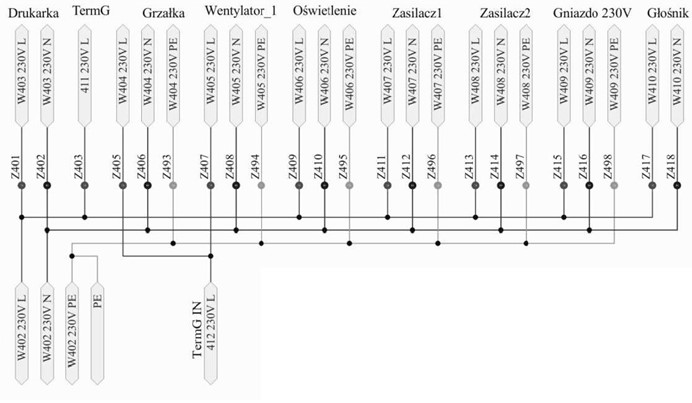 Drukarka TermG Grzałka Wentylator_1 Oświetlenie Zasilacz1 Zasilacz2 Gniazdo 230V Głośnik
W403 230V L
W403 230V N
411 230V L
W404 230V L
W404 230V N
W404 230V PE
W405 230V L
W405 230V N
W405 230V PE
W406 230V L
W406 230V N
W406 230V PE
W407 230V L
W407 230V N
W407 230V PE
W408 230V L
W408 230V N
W408 230V PE
W409 230V L
W409 230V N
W409 230V PE
W410 230V L
W410 230V N
Z401
Z402
Z403
Z405
Z406
Z493
Z407
Z408
Z494
Z409
Z410
Z495
Z411
Z412
Z496
Z413
Z414
Z497
Z415
Z416
Z498
Z417
Z418
W402 230V L
W402 230V N
W402 230V PE
PE
TermG IN
412 230V L